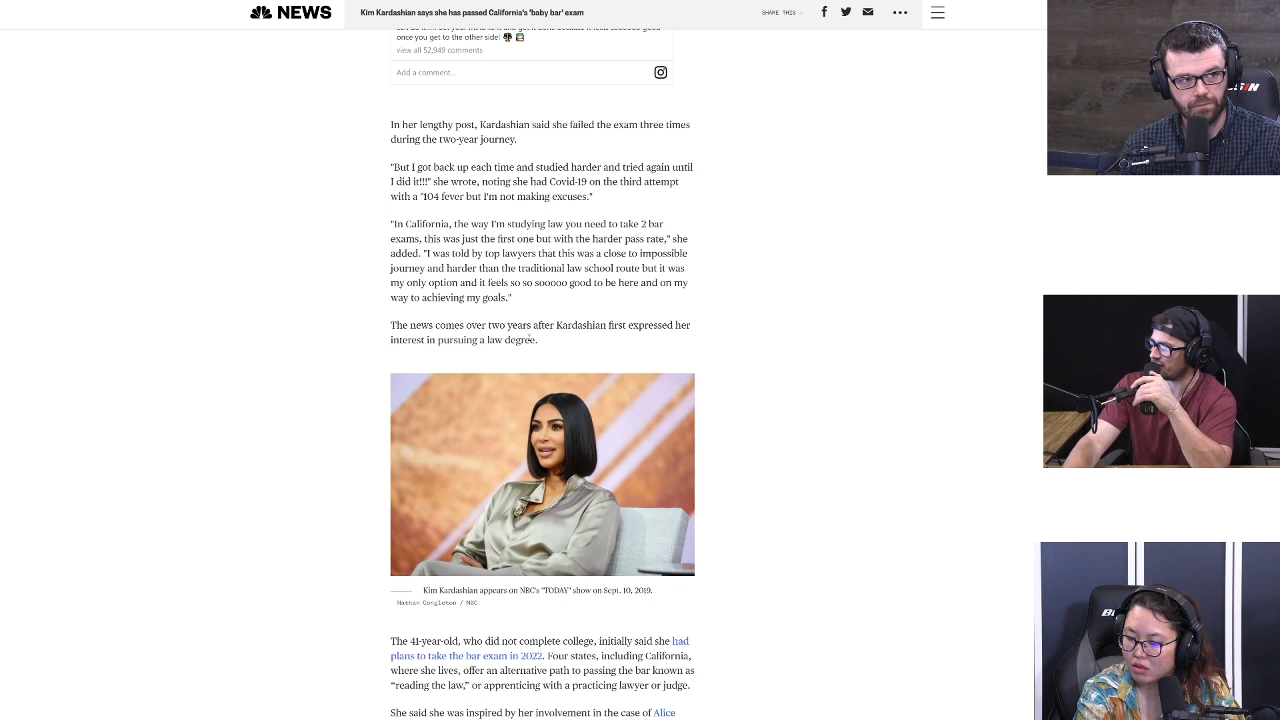 NEWS
Kim Kardashian says she has passed California's 'baby bar' exam
SHARE THIS
once you get to the other side!
view all 52,949 comments
Add a comment...
In her lengthy post, Kardashian said she failed the exam three times
during the two-year journey.
"But I got back up each time and studied harder and tried again until
I did it!!!" she wrote, noting she had Covid-19 on the third attempt
with a "104 fever but I'm not making excuses."
"In California, the way I'm studying law you need to take 2 bar
exams, this was just the first one but with the harder pass rate," she
added. "I was told by top lawyers that this was a close to impossible
journey and harder than the traditional law school route but it was
my only option and it feels so so sooooo good to be here and on my
way to achieving my goals."
The news comes over two years after Kardashian first expressed her
interest in pursuing a law degree.
Kim Kardashian appears on NBC's "TODAY" show on Sept. 10, 2019.
Nathan Congleton / NBC
The 41-year-old, who did not complete college, initially said she had
plans to take the bar exam in 2022. Four states, including California,
where she lives, offer an alternative path to passing the bar known as
“reading the law,” or apprenticing with a practicing lawyer or judge.
She said she was inspired by her involvement in the case of Alice